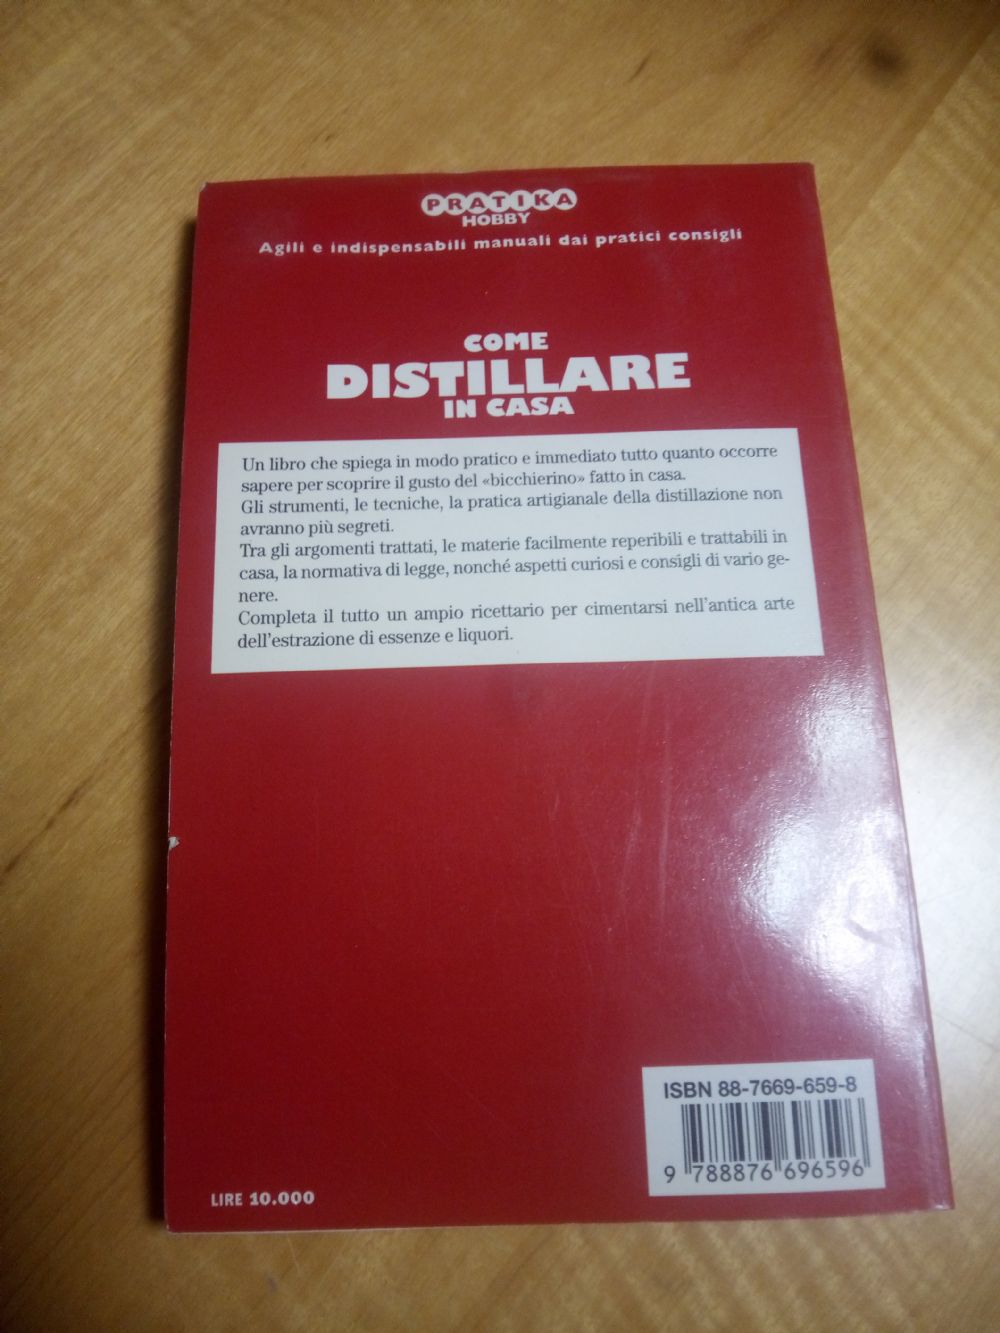 PRATIKA
HOBBY
Agili e indispensabili manuali dai pratici consigli
COME
DISTILLARE
IN CASA
Un libro che spiega in modo pratico e immediato tutto quanto occorre
sapere per scoprire il gusto del «bicchierino» fatto in casa.
Gli strumenti, le tecniche, la pratica artigianale della distillazione non
avranno più segreti.
Tra gli argomenti trattati, le materie facilmente reperibili e trattabili in
casa, la normativa di legge, nonché aspetti curiosi e consigli di vario ge-
nere.
Completa il tutto un ampio ricettario per cimentarsi nell'antica arte
dell'estrazione di essenze e liquori.
ISBN 88-7669-659-8
9 788876 696596
LIRE 10.000